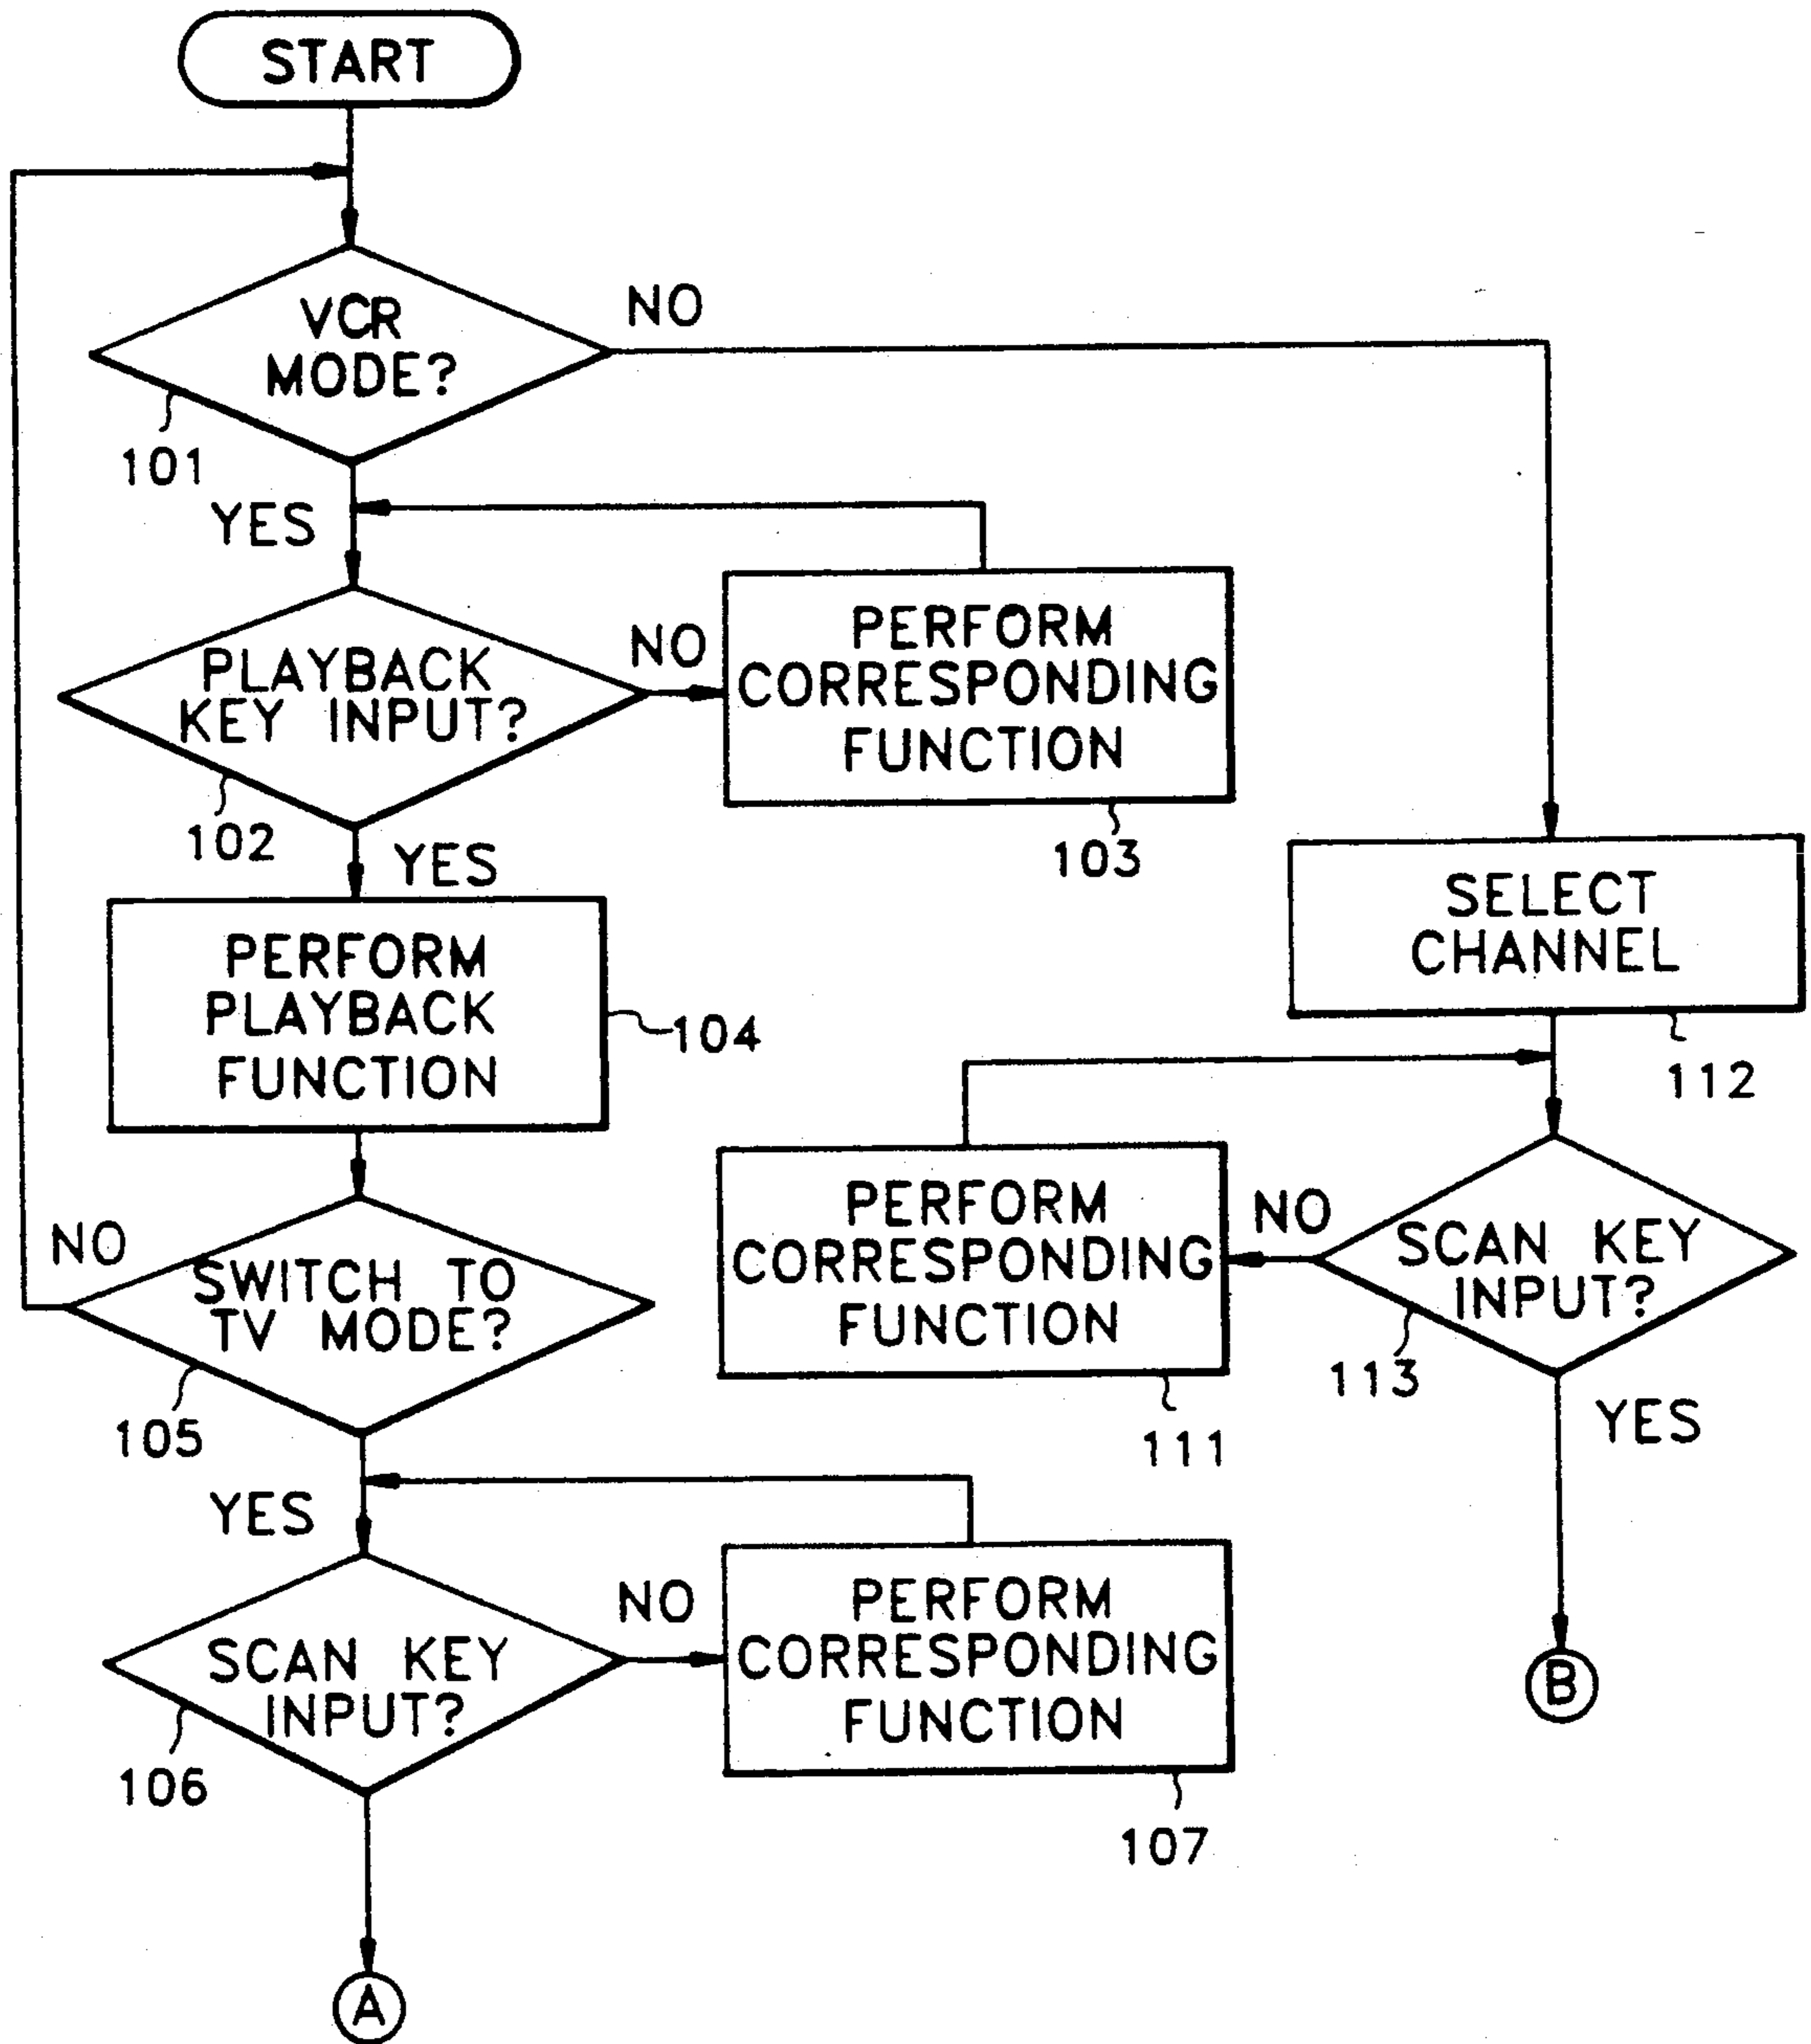 START
VCR
MODE?
NO
101
YES
PLAYBACK
KEY INPUT?
NO
PERFORM
CORRESPONDING
FUNCTION
102
103
YES
PERFORM
PLAYBACK
FUNCTION
104
SELECT
CHANNEL
112
NO
SWITCH TO
TV MODE?
105
PERFORM
CORRESPONDING
FUNCTION
111
NO
SCAN KEY
INPUT?
113
YES
YES
SCAN KEY
INPUT?
106
NO
PERFORM
CORRESPONDING
FUNCTION
107
B
A